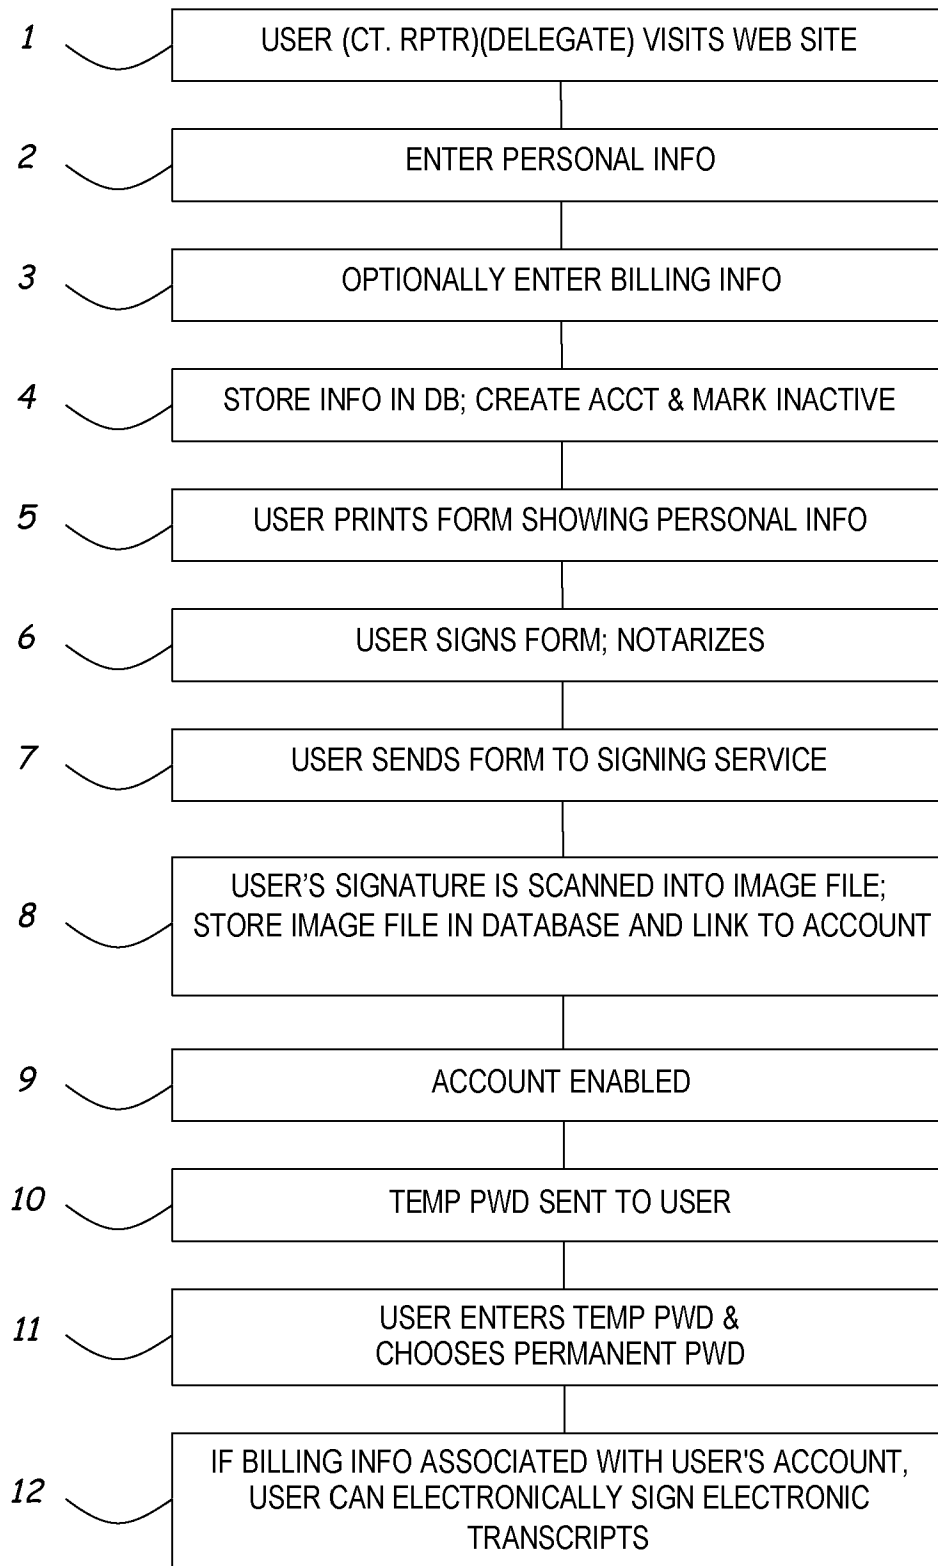 1 USER (CT. RPTR)(DELEGATE) VISITS WEB SITE
2 ENTER PERSONAL INFO
3 OPTIONALLY ENTER BILLING INFO
4 STORE INFO IN DB; CREATE ACCT & MARK INACTIVE
5 USER PRINTS FORM SHOWING PERSONAL INFO
6 USER SIGNS FORM; NOTARIZES
7 USER SENDS FORM TO SIGNING SERVICE
8 USER’S SIGNATURE IS SCANNED INTO IMAGE FILE;
STORE IMAGE FILE IN DATABASE AND LINK TO ACCOUNT
9 ACCOUNT ENABLED
10 TEMP PWD SENT TO USER
11 USER ENTERS TEMP PWD &
CHOOSES PERMANENT PWD
12 IF BILLING INFO ASSOCIATED WITH USER'S ACCOUNT,
USER CAN ELECTRONICALLY SIGN ELECTRONIC
TRANSCRIPTS